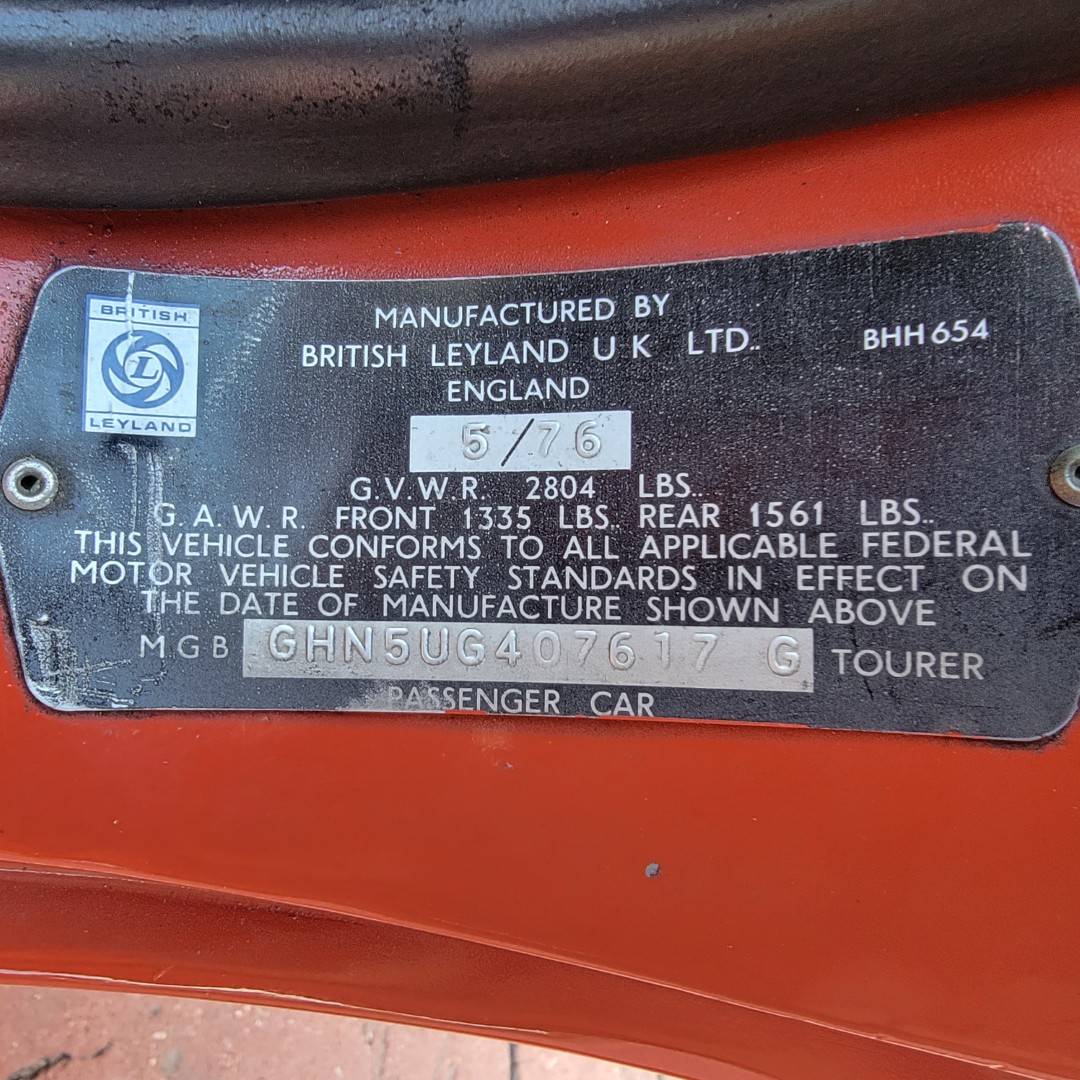 BRITISH
L
LEYLAND
MANUFACTURED BY
BRITISH LEYLAND U K LTD..
BHH 654
ENGLAND
5/76
G.V.W.R. 2804 LBS..
G.A.W.R. FRONT 1335 LBS.. REAR 1561 LBS..
THIS VEHICLE CONFORMS TO ALL APPLICABLE FEDERAL
MOTOR VEHICLE SAFETY STANDARDS IN EFFECT ON
THE DATE OF MANUFACTURE SHOWN ABOVE
M.G B GHN5UG407617 G TOURER
PASSENGER CAR